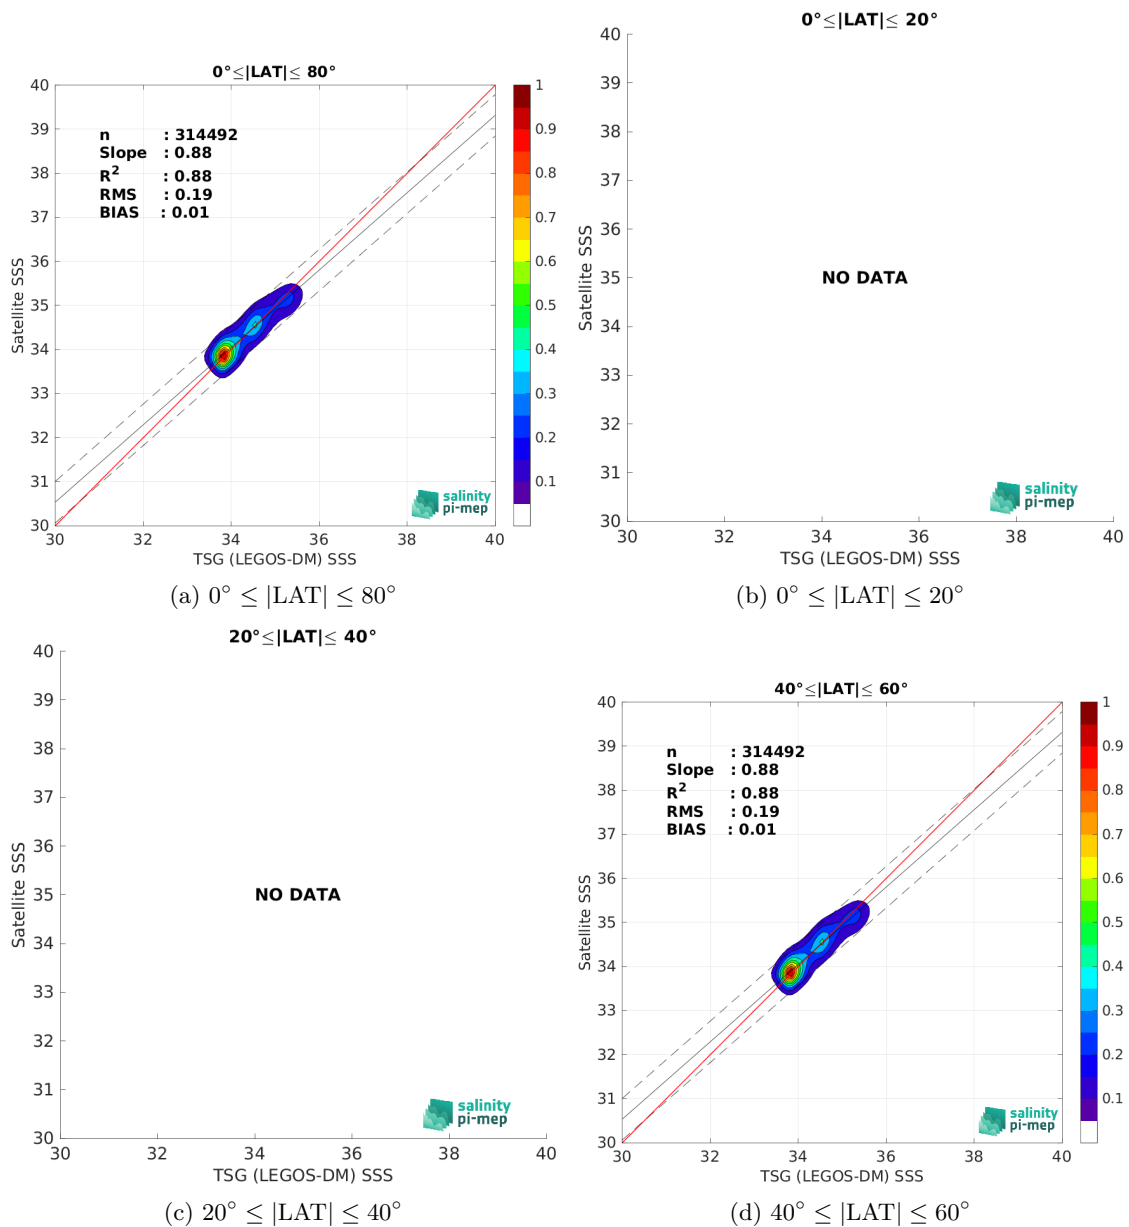 0°≤|LAT|≤ 80°
n : 314492
Slope : 0.88
R² : 0.88
RMS : 0.19
BIAS : 0.01
40
39
38
37
36
35
34
33
32
31
30
30 32 34 36 38 40
Satellite SSS
TSG (LEGOS-DM) SSS
1
0.9
0.8
0.7
0.6
0.5
0.4
0.3
0.2
0.1
salinity
pi-mep
(a) 0° ≤ |LAT| ≤ 80°
0°≤|LAT|≤ 20°
40
39
38
37
36
35
34
33
32
31
30
30 32 34 36 38 40
Satellite SSS
NO DATA
TSG (LEGOS-DM) SSS
salinity
pi-mep
(b) 0° ≤ |LAT| ≤ 20°
20°≤|LAT|≤ 40°
40
39
38
37
36
35
34
33
32
31
30
30 32 34 36 38 40
Satellite SSS
NO DATA
TSG (LEGOS-DM) SSS
salinity
pi-mep
(c) 20° ≤ |LAT| ≤ 40°
40°≤|LAT|≤ 60°
n : 314492
Slope : 0.88
R² : 0.88
RMS : 0.19
BIAS : 0.01
40
39
38
37
36
35
34
33
32
31
30
30 32 34 36 38 40
Satellite SSS
TSG (LEGOS-DM) SSS
1
0.9
0.8
0.7
0.6
0.5
0.4
0.3
0.2
0.1
salinity
pi-mep
(d) 40° ≤ |LAT| ≤ 60°